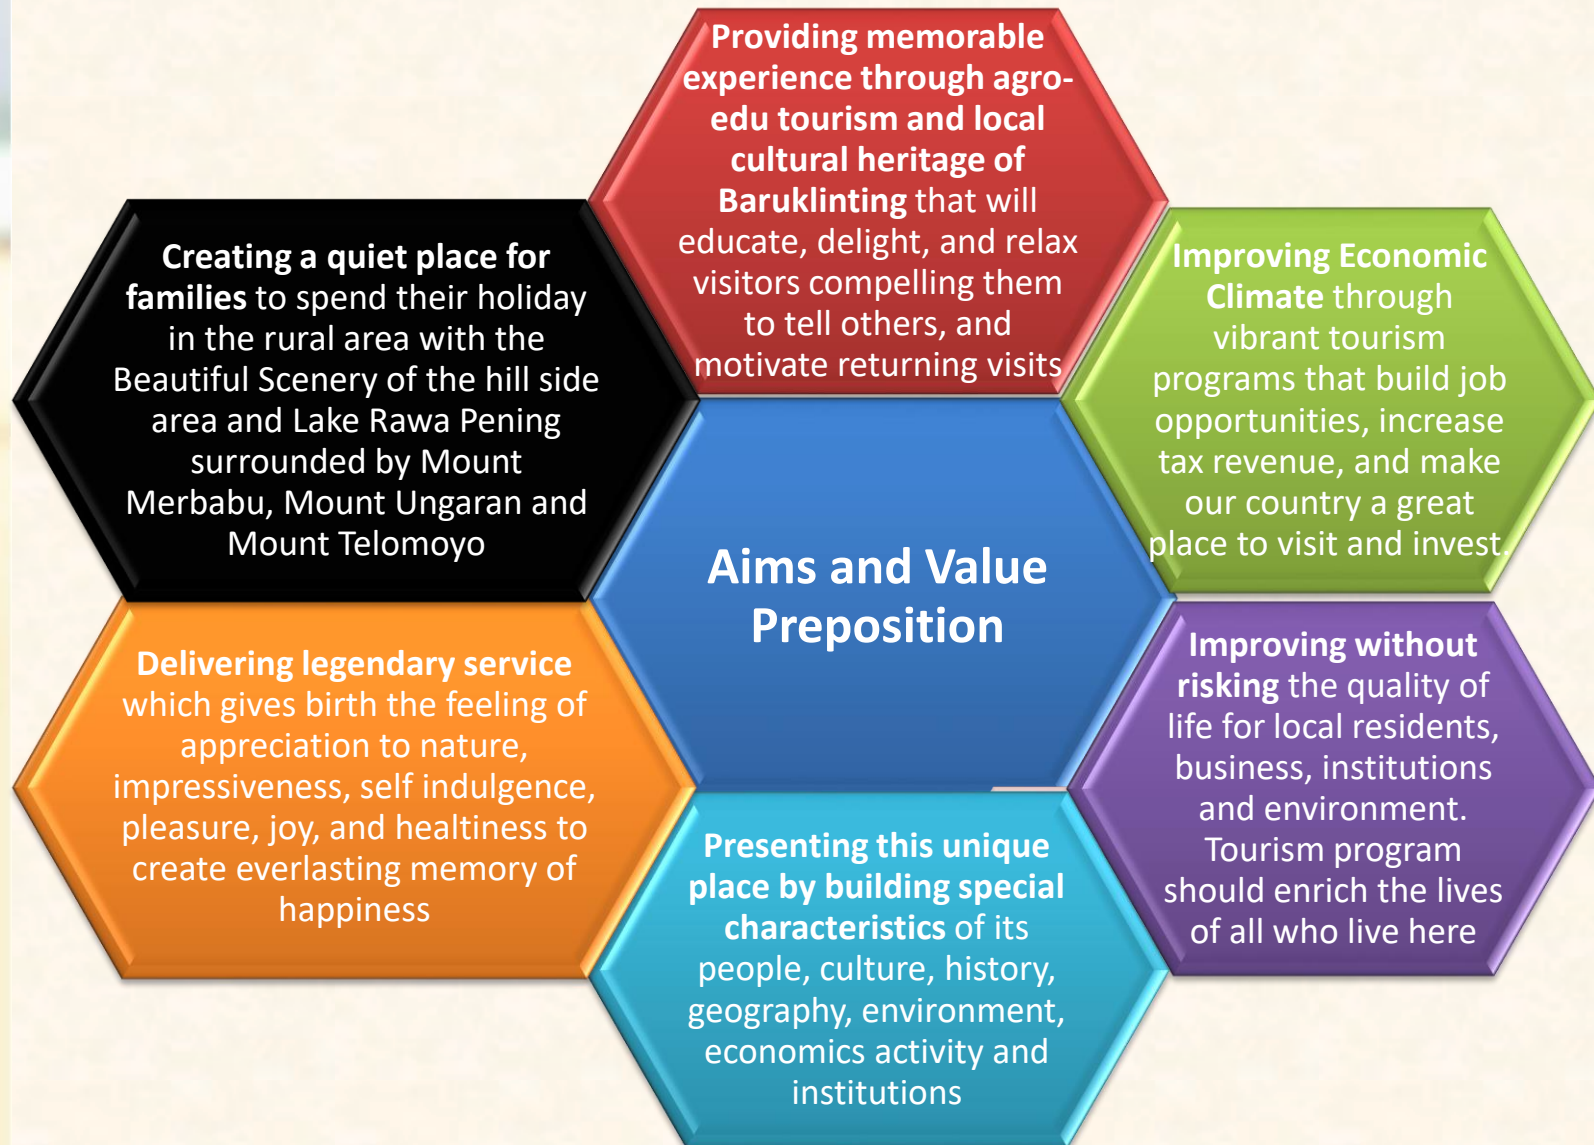 Providing memorable
experience through agro-
edu tourism and local
cultural heritage of
Baruklinting that will
educate, delight, and relax
visitors compelling them
to tell others, and
motivate returning visits
Improving Economic
Climate through
vibrant tourism
programs that build job
opportunities, increase
tax revenue, and make
our country a great
place to visit and invest.
Improving without
risking the quality of
life for local residents,
business, institutions
and environment.
Tourism program
should enrich the lives
of all who live here
Presenting this unique
place by building special
characteristics of its
people, culture, history,
geography, environment,
economics activity and
institutions
Delivering legendary service
which gives birth the feeling of
appreciation to nature,
impressiveness, self indulgence,
pleasure, joy, and healtiness to
create everlasting memory of
happiness
Creating a quiet place for
families to spend their holiday
in the rural area with the
Beautiful Scenery of the hill side
area and Lake Rawa Pening
surrounded by Mount
Merbabu, Mount Ungaran and
Mount Telomoyo
Aims and Value
Preposition